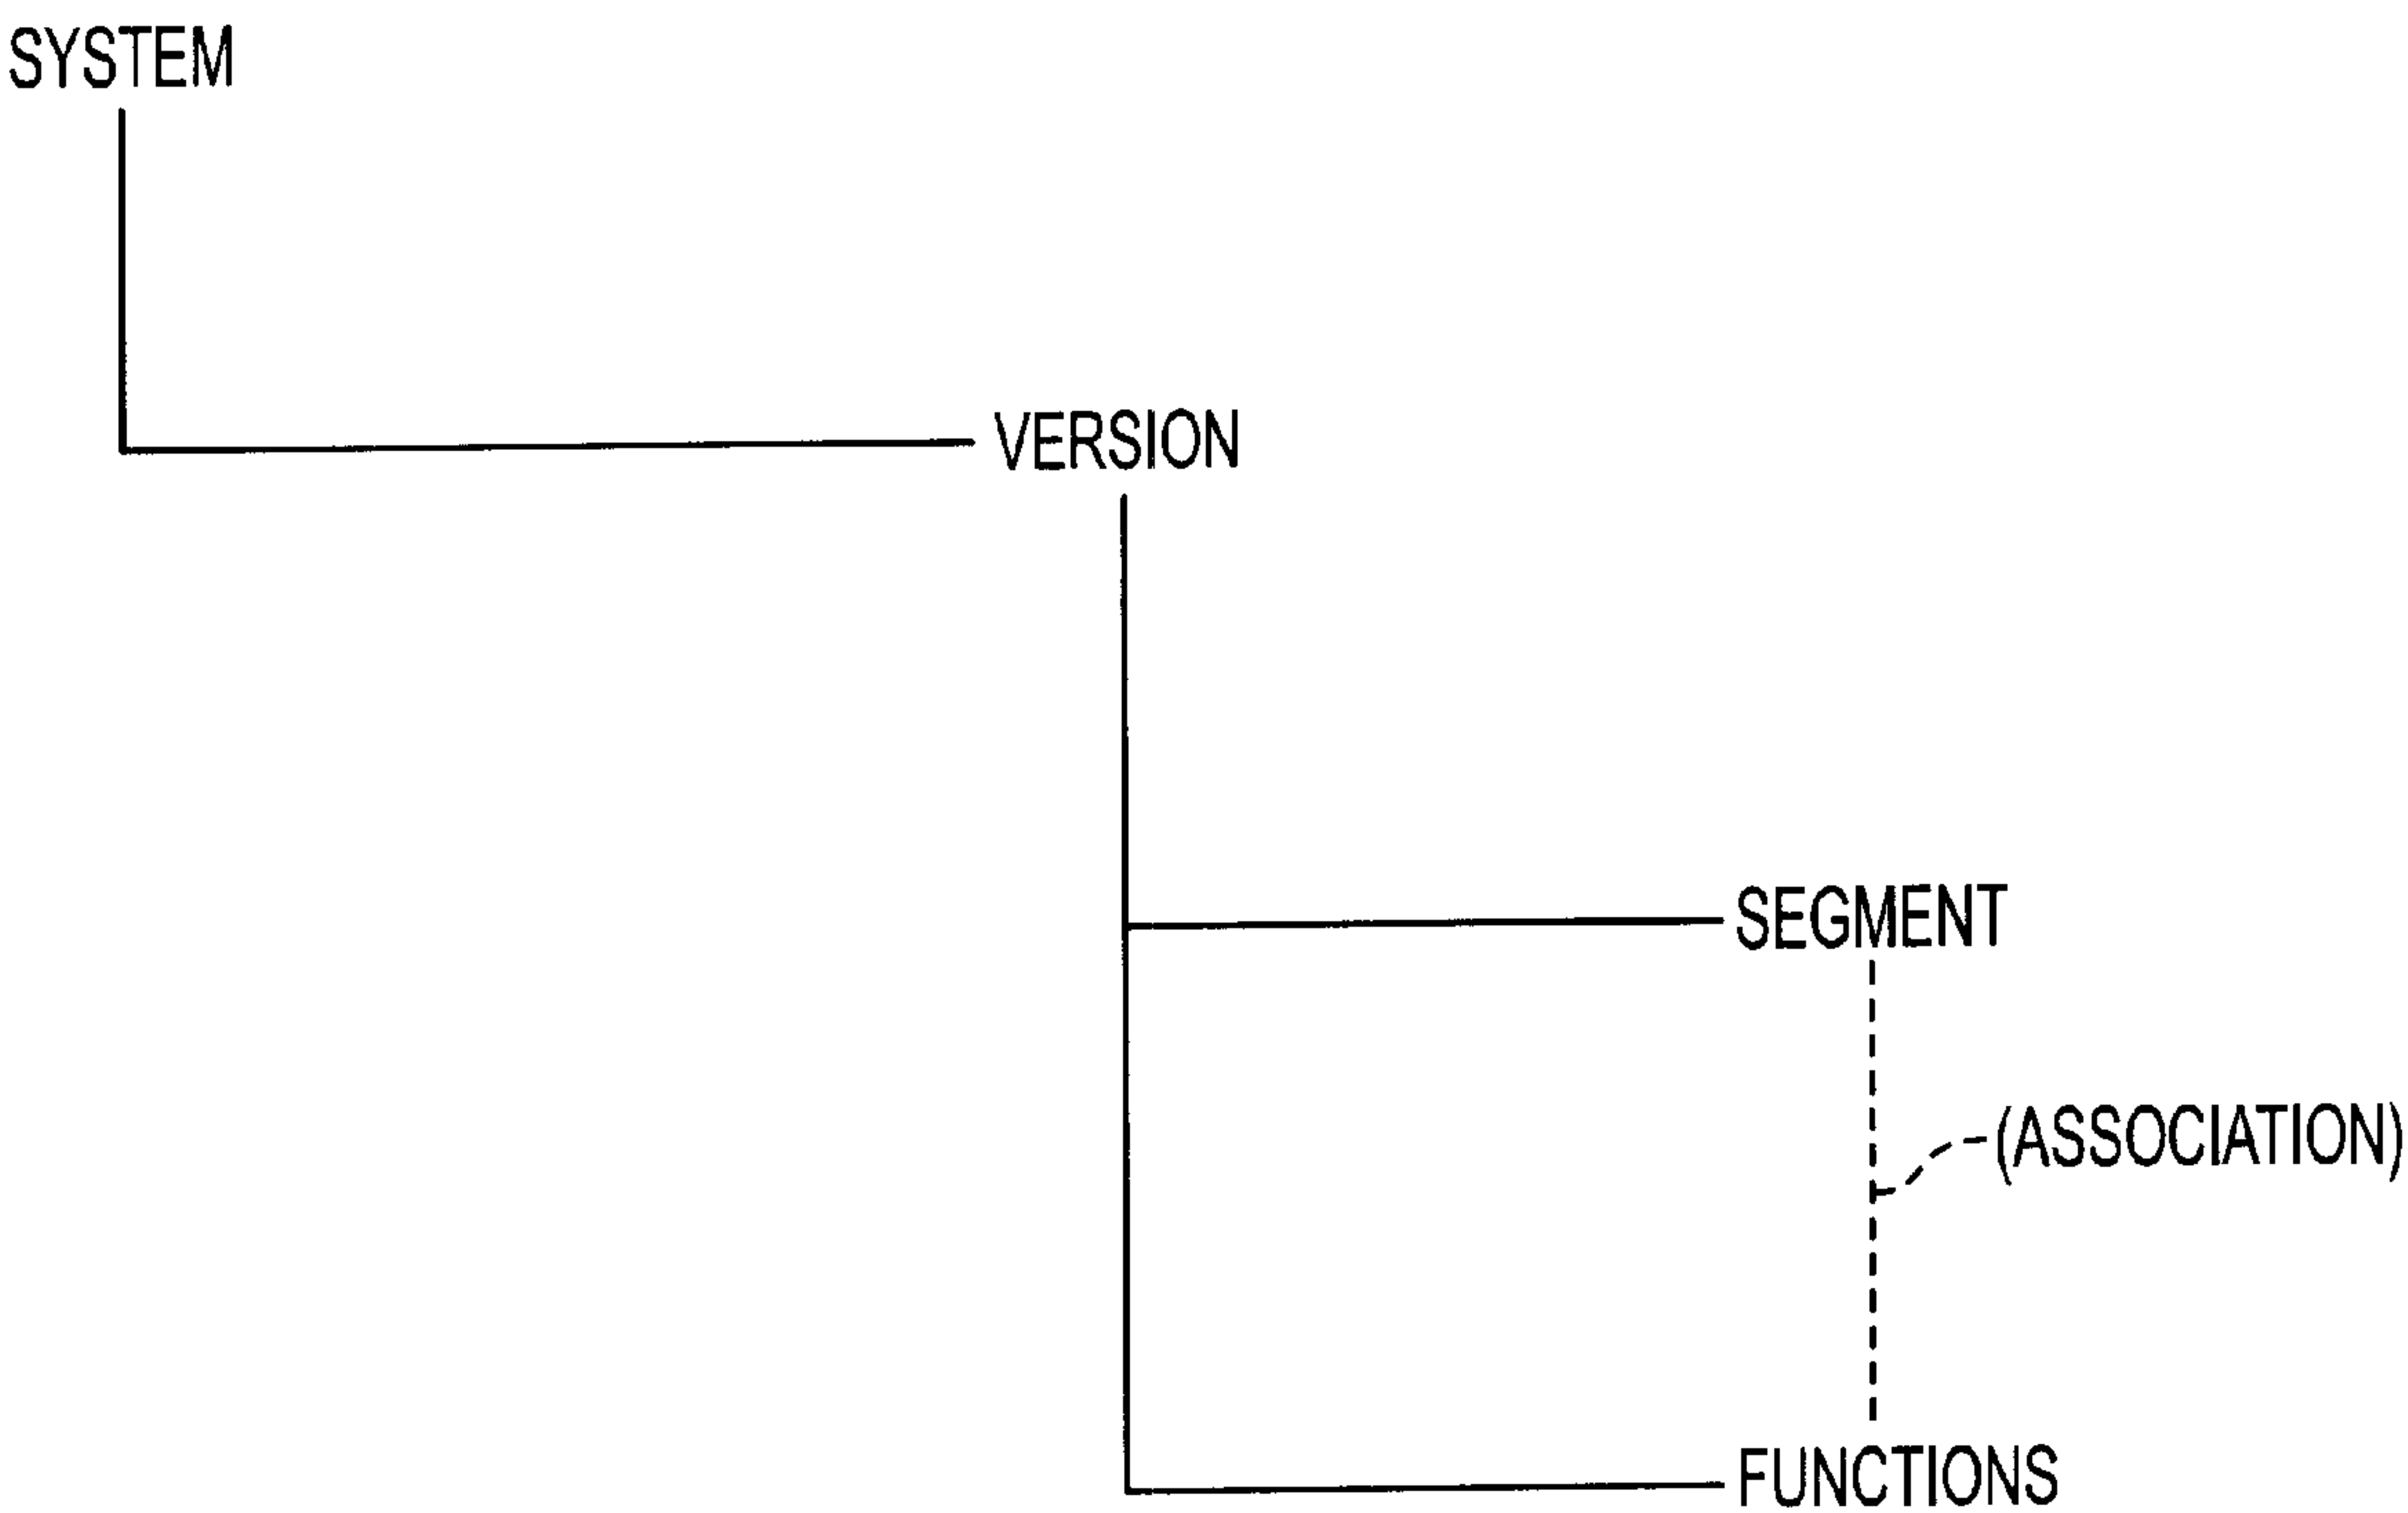 SYSTEM
VERSION
SEGMENT
(ASSOCIATION)
FUNCTIONS